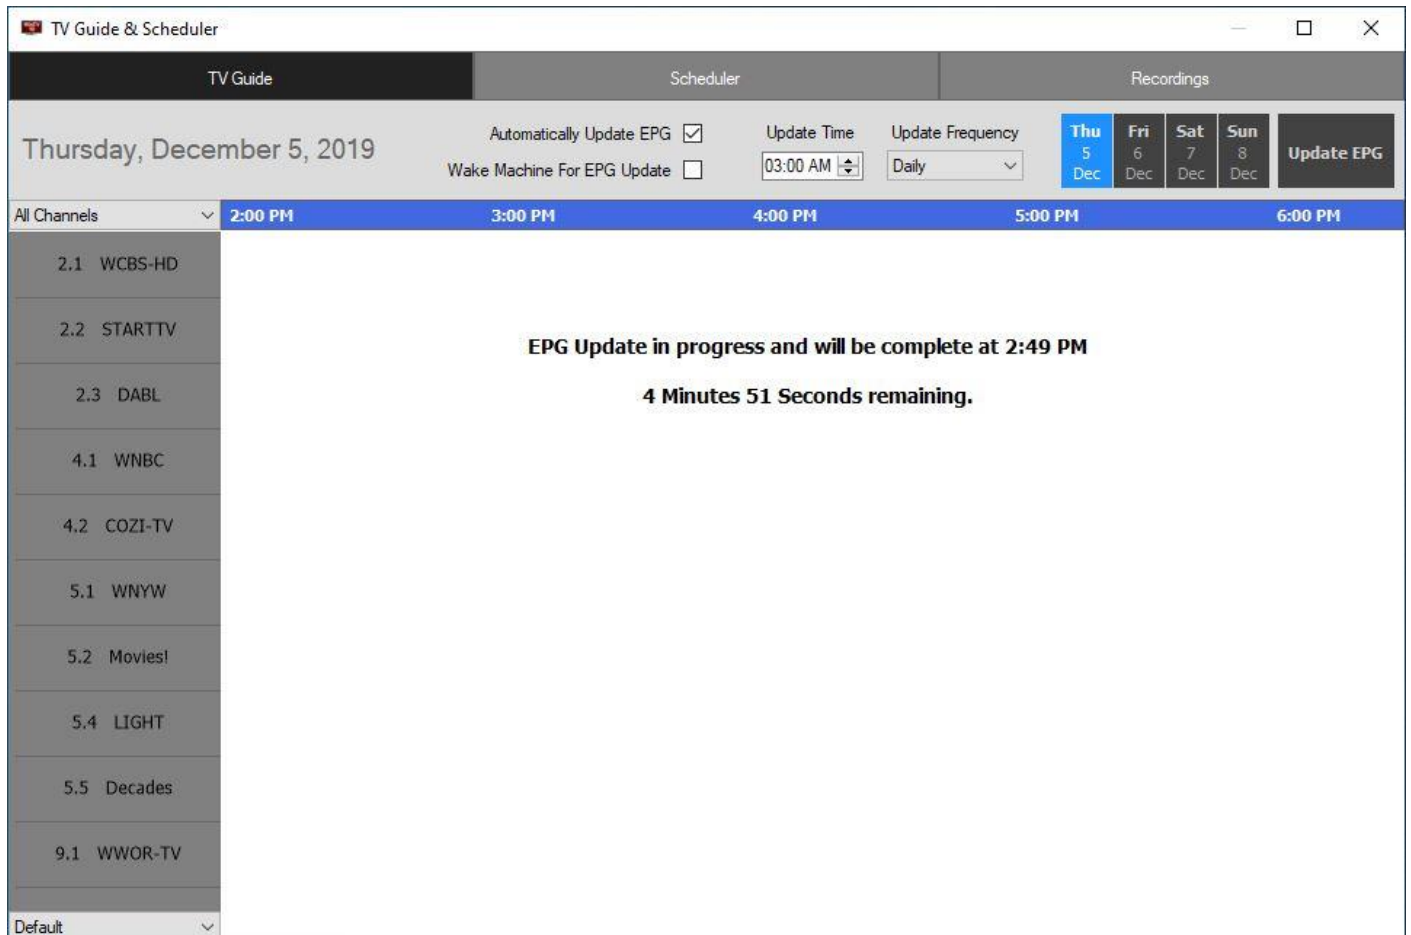 TV Guide & Scheduler
TV Guide Scheduler Recordings
Thursday, December 5, 2019
Automatically Update EPG
Wake Machine For EPG Update
Update Time
03:00 AM
Update Frequency
Daily
Thu
5
Dec
Fri
6
Dec
Sat
7
Dec
Sun
8
Dec
Update EPG
All Channels
2:00 PM 3:00 PM 4:00 PM 5:00 PM 6:00 PM
2.1 WCBS-HD
2.2 STARTTV
2.3 DABL
4.1 WNBC
4.2 COZI-TV
5.1 WNYW
5.2 Movies!
5.4 LIGHT
5.5 Decades
9.1 WWOR-TV
Default
EPG Update in progress and will be complete at 2:49 PM
4 Minutes 51 Seconds remaining.